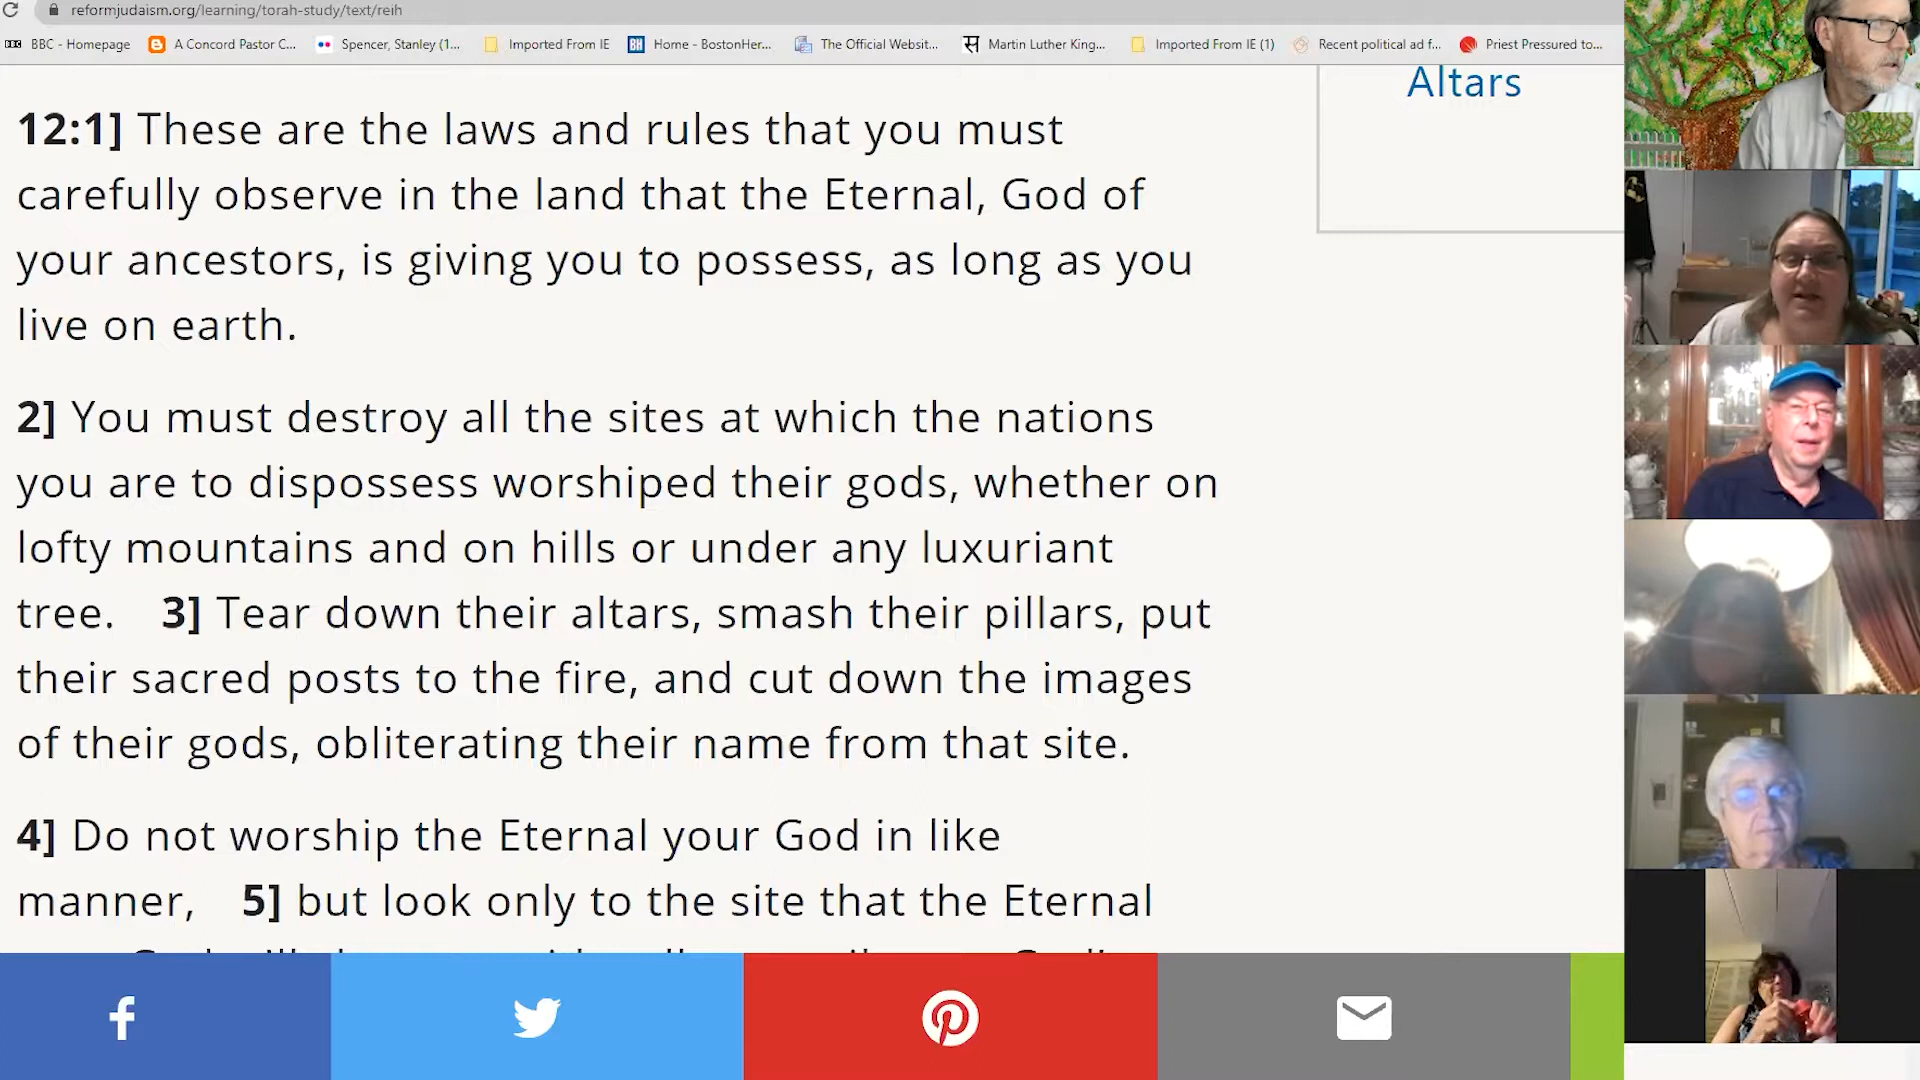 reformjudaism.org/learning/torah-study/text/reih
BBC BBC - Homepage A Concord Pastor C... Spencer, Stanley (1... Imported From IE BH Home - BostonHer... The Official Websit... Martin Luther King... Imported From IE (1) Recent political ad f... Priest Pressured to...
Altars
12:1] These are the laws and rules that you must
carefully observe in the land that the Eternal, God of
your ancestors, is giving you to possess, as long as you
live on earth.
2] You must destroy all the sites at which the nations
you are to dispossess worshiped their gods, whether on
lofty mountains and on hills or under any luxuriant
tree. 3] Tear down their altars, smash their pillars, put
their sacred posts to the fire, and cut down the images
of their gods, obliterating their name from that site.
4] Do not worship the Eternal your God in like
manner, 5] but look only to the site that the Eternal